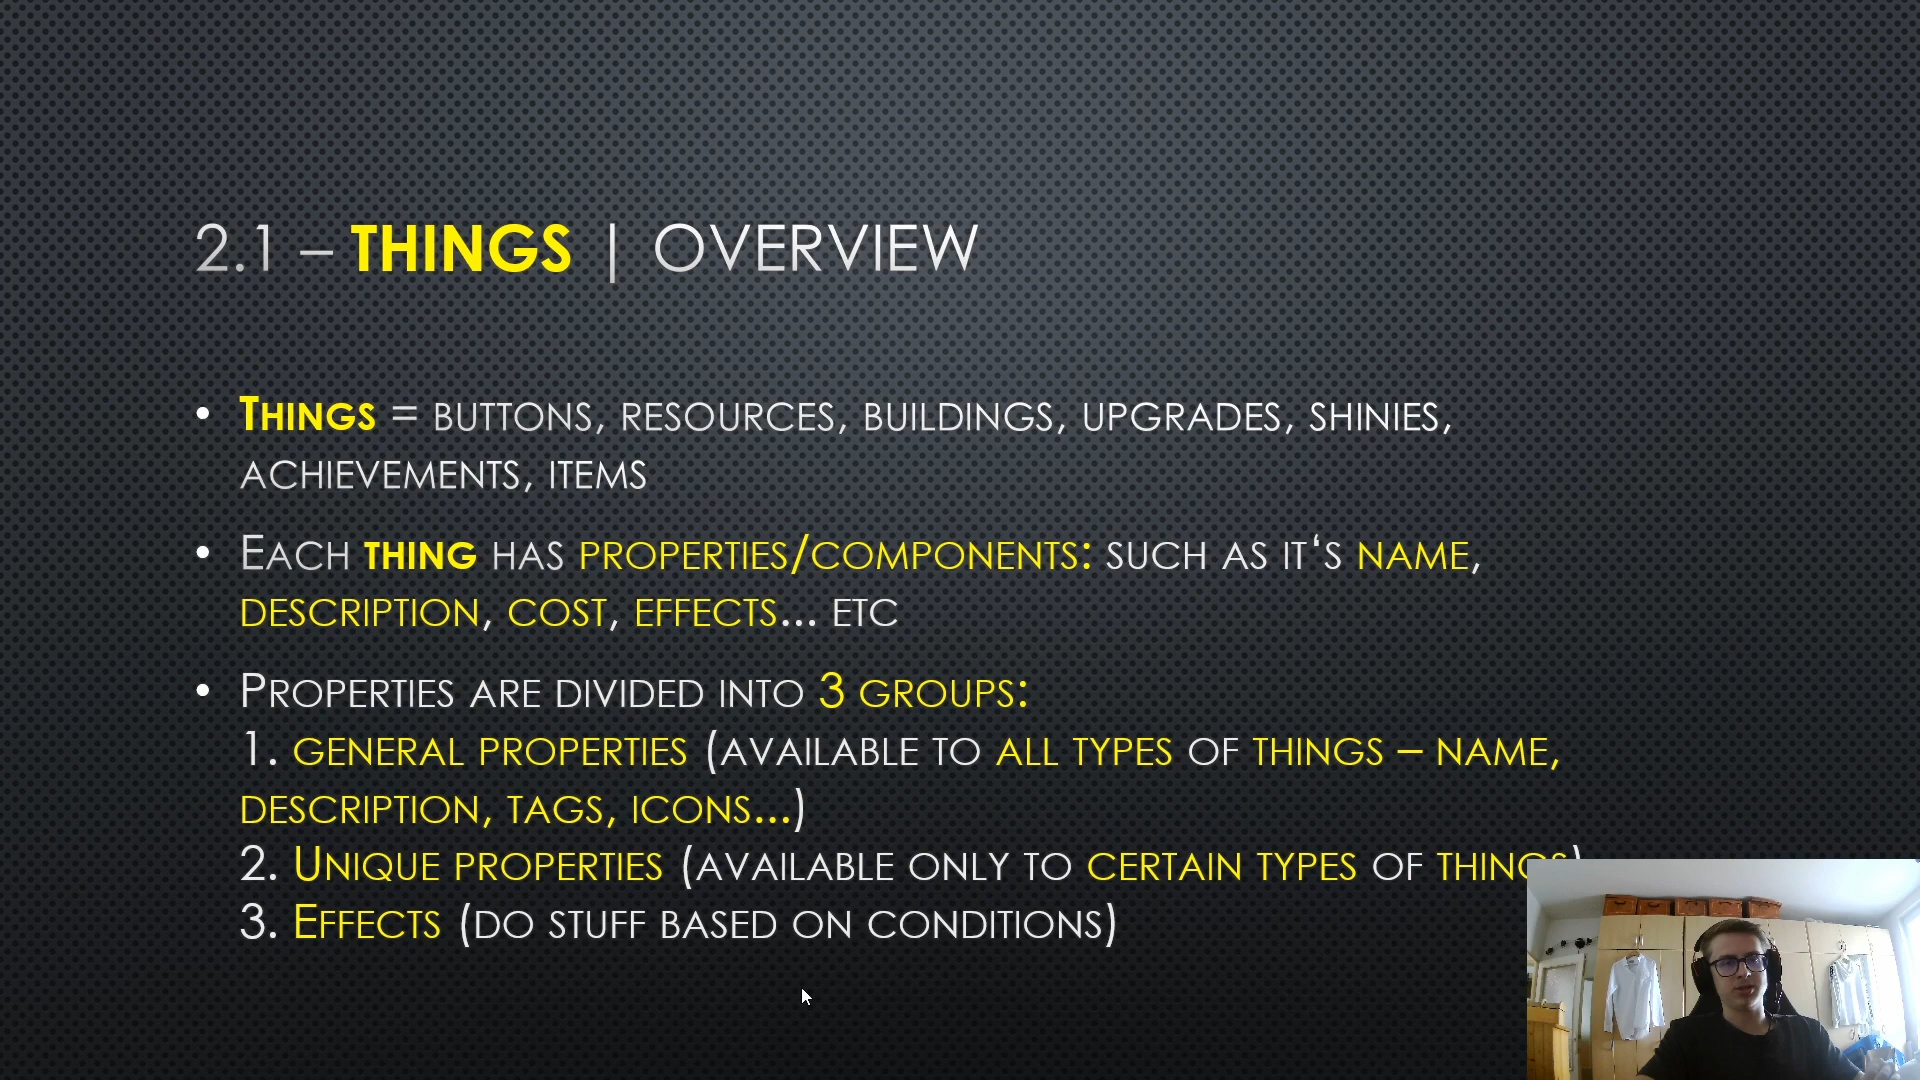 2.1 – THINGS | OVERVIEW
• THINGS = BUTTONS, RESOURCES, BUILDINGS, UPGRADES, SHINIES,
ACHIEVEMENTS, ITEMS
• EACH THING HAS PROPERTIES/COMPONENTS: SUCH AS IT‘S NAME,
DESCRIPTION, COST, EFFECTS... ETC
• PROPERTIES ARE DIVIDED INTO 3 GROUPS:
1. GENERAL PROPERTIES (AVAILABLE TO ALL TYPES OF THINGS – NAME,
DESCRIPTION, TAGS, ICONS...)
2. UNIQUE PROPERTIES (AVAILABLE ONLY TO CERTAIN TYPES OF THINGS)
3. EFFECTS (DO STUFF BASED ON CONDITIONS)